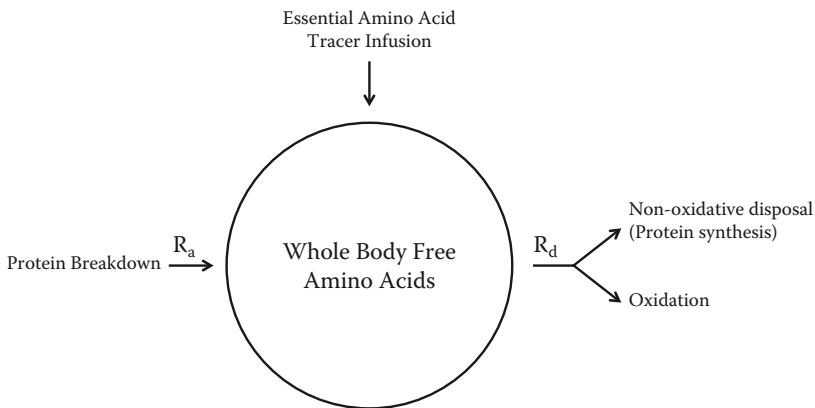 Essential Amino Acid
Tracer Infusion
Protein Breakdown
Rₐ
Whole Body Free
Amino Acids
R_d
Non-oxidative disposal
(Protein synthesis)
Oxidation